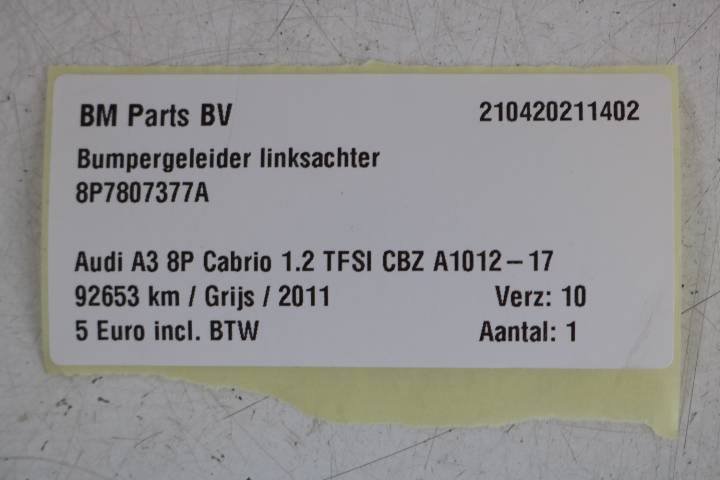 BM Parts BV 210420211402
Bumpergeleider linksachter
8P7807377A
Audi A3 8P Cabrio 1.2 TFSI CBZ A1012-17
92653 km / Grijs / 2011 Verz: 10
5 Euro incl. BTW Aantal: 1